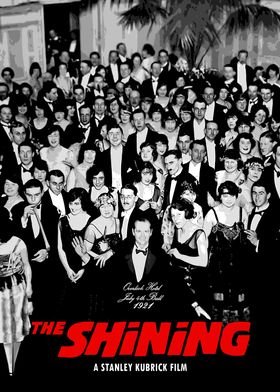 Overlook Hotel
July 4th Ball
1921
THE SHiNiNG
A STANLEY KUBRICK FILM